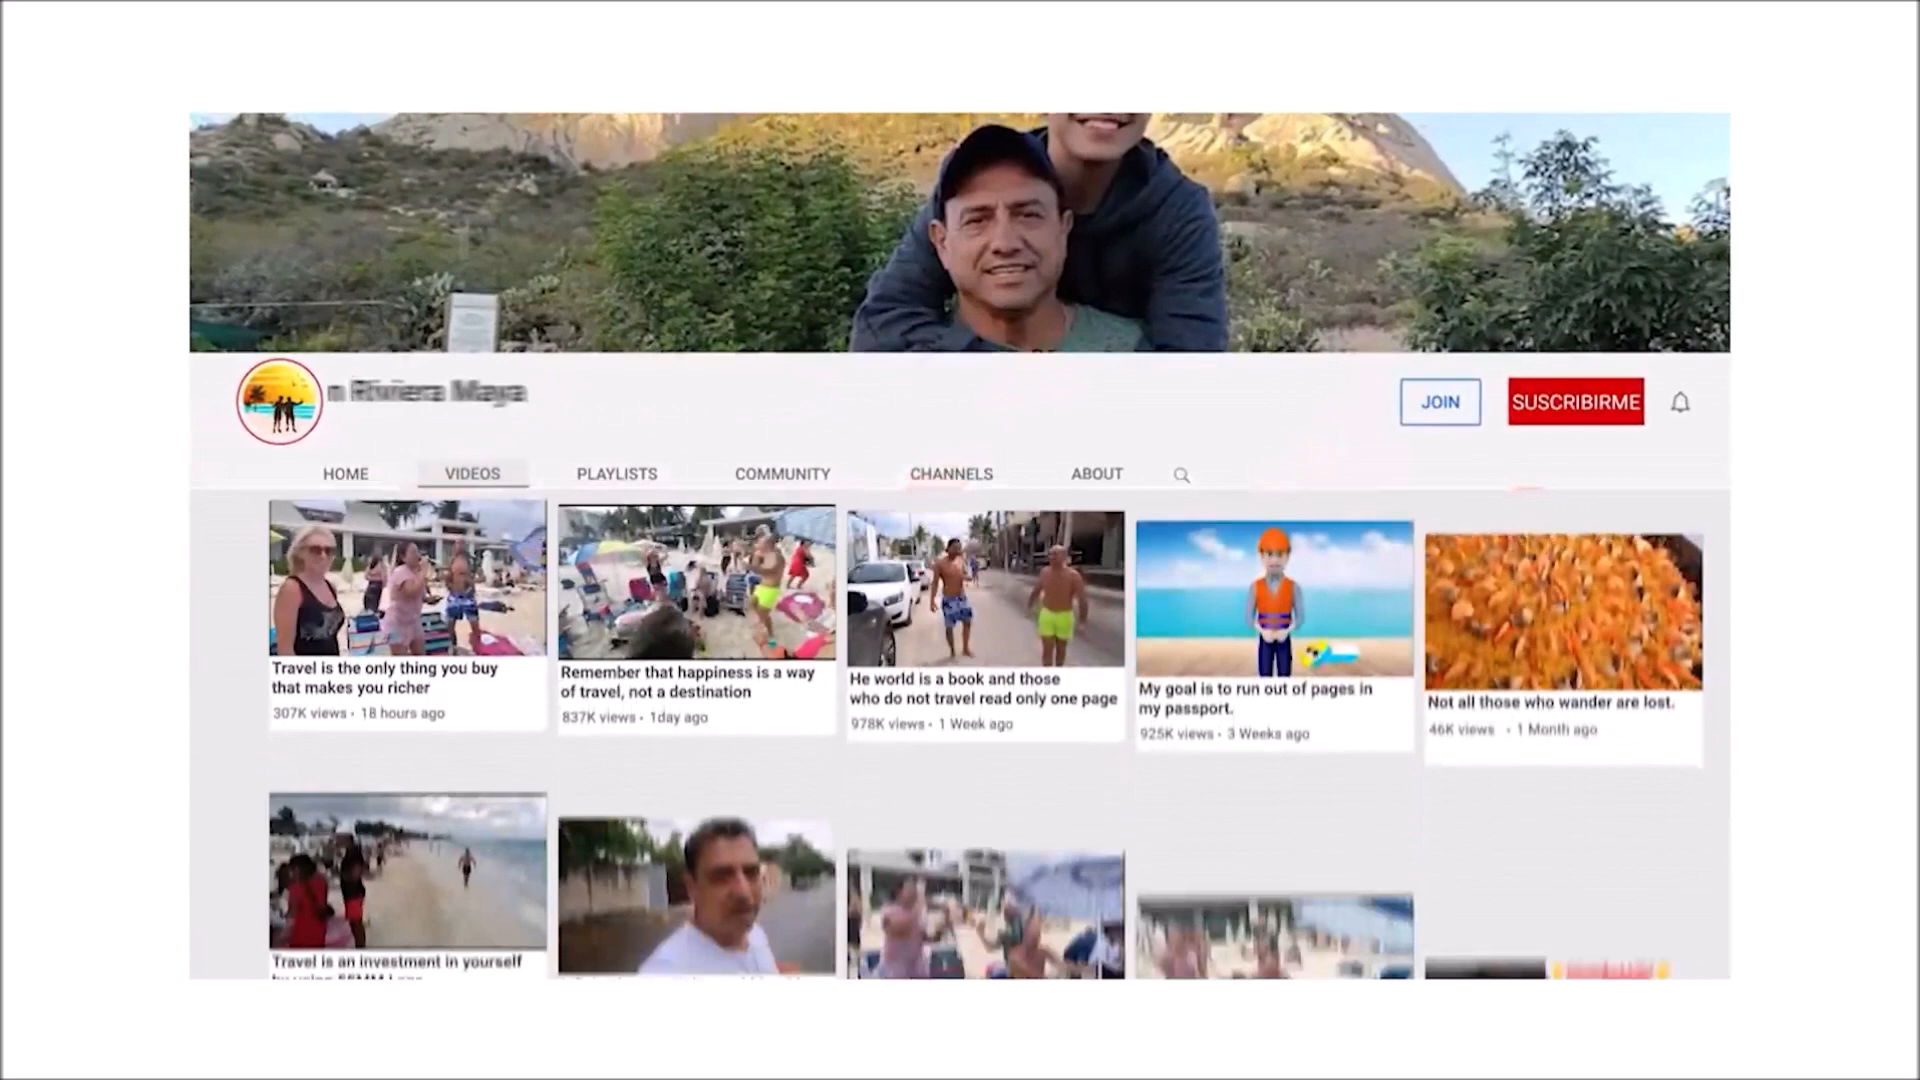 n Riviera Maya
JOIN
SUSCRIBIRME
HOME
VIDEOS
PLAYLISTS
COMMUNITY
CHANNELS
ABOUT
Travel is the only thing you buy
that makes you richer
307K views • 18 hours ago
Remember that happiness is a way
of travel, not a destination
837K views • 1day ago
He world is a book and those
who do not travel read only one page
978K views • 1 Week ago
My goal is to run out of pages in
my passport.
925K views • 3 Weeks ago
Not all those who wander are lost.
46K views • 1 Month ago
Travel is an investment in yourself